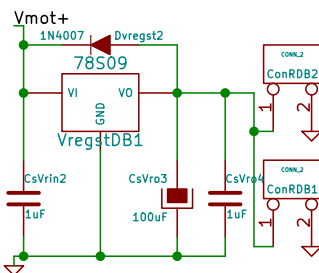 Vmot+
1N4007
Dvregst2
78S09
VI
VO
GND
VregstDB1
CsVrin2
1uF
CsVro3
100uF
CsVro4
1uF
CONN_2
ConRDB2
1
2
CONN_2
ConRDB1
1
2